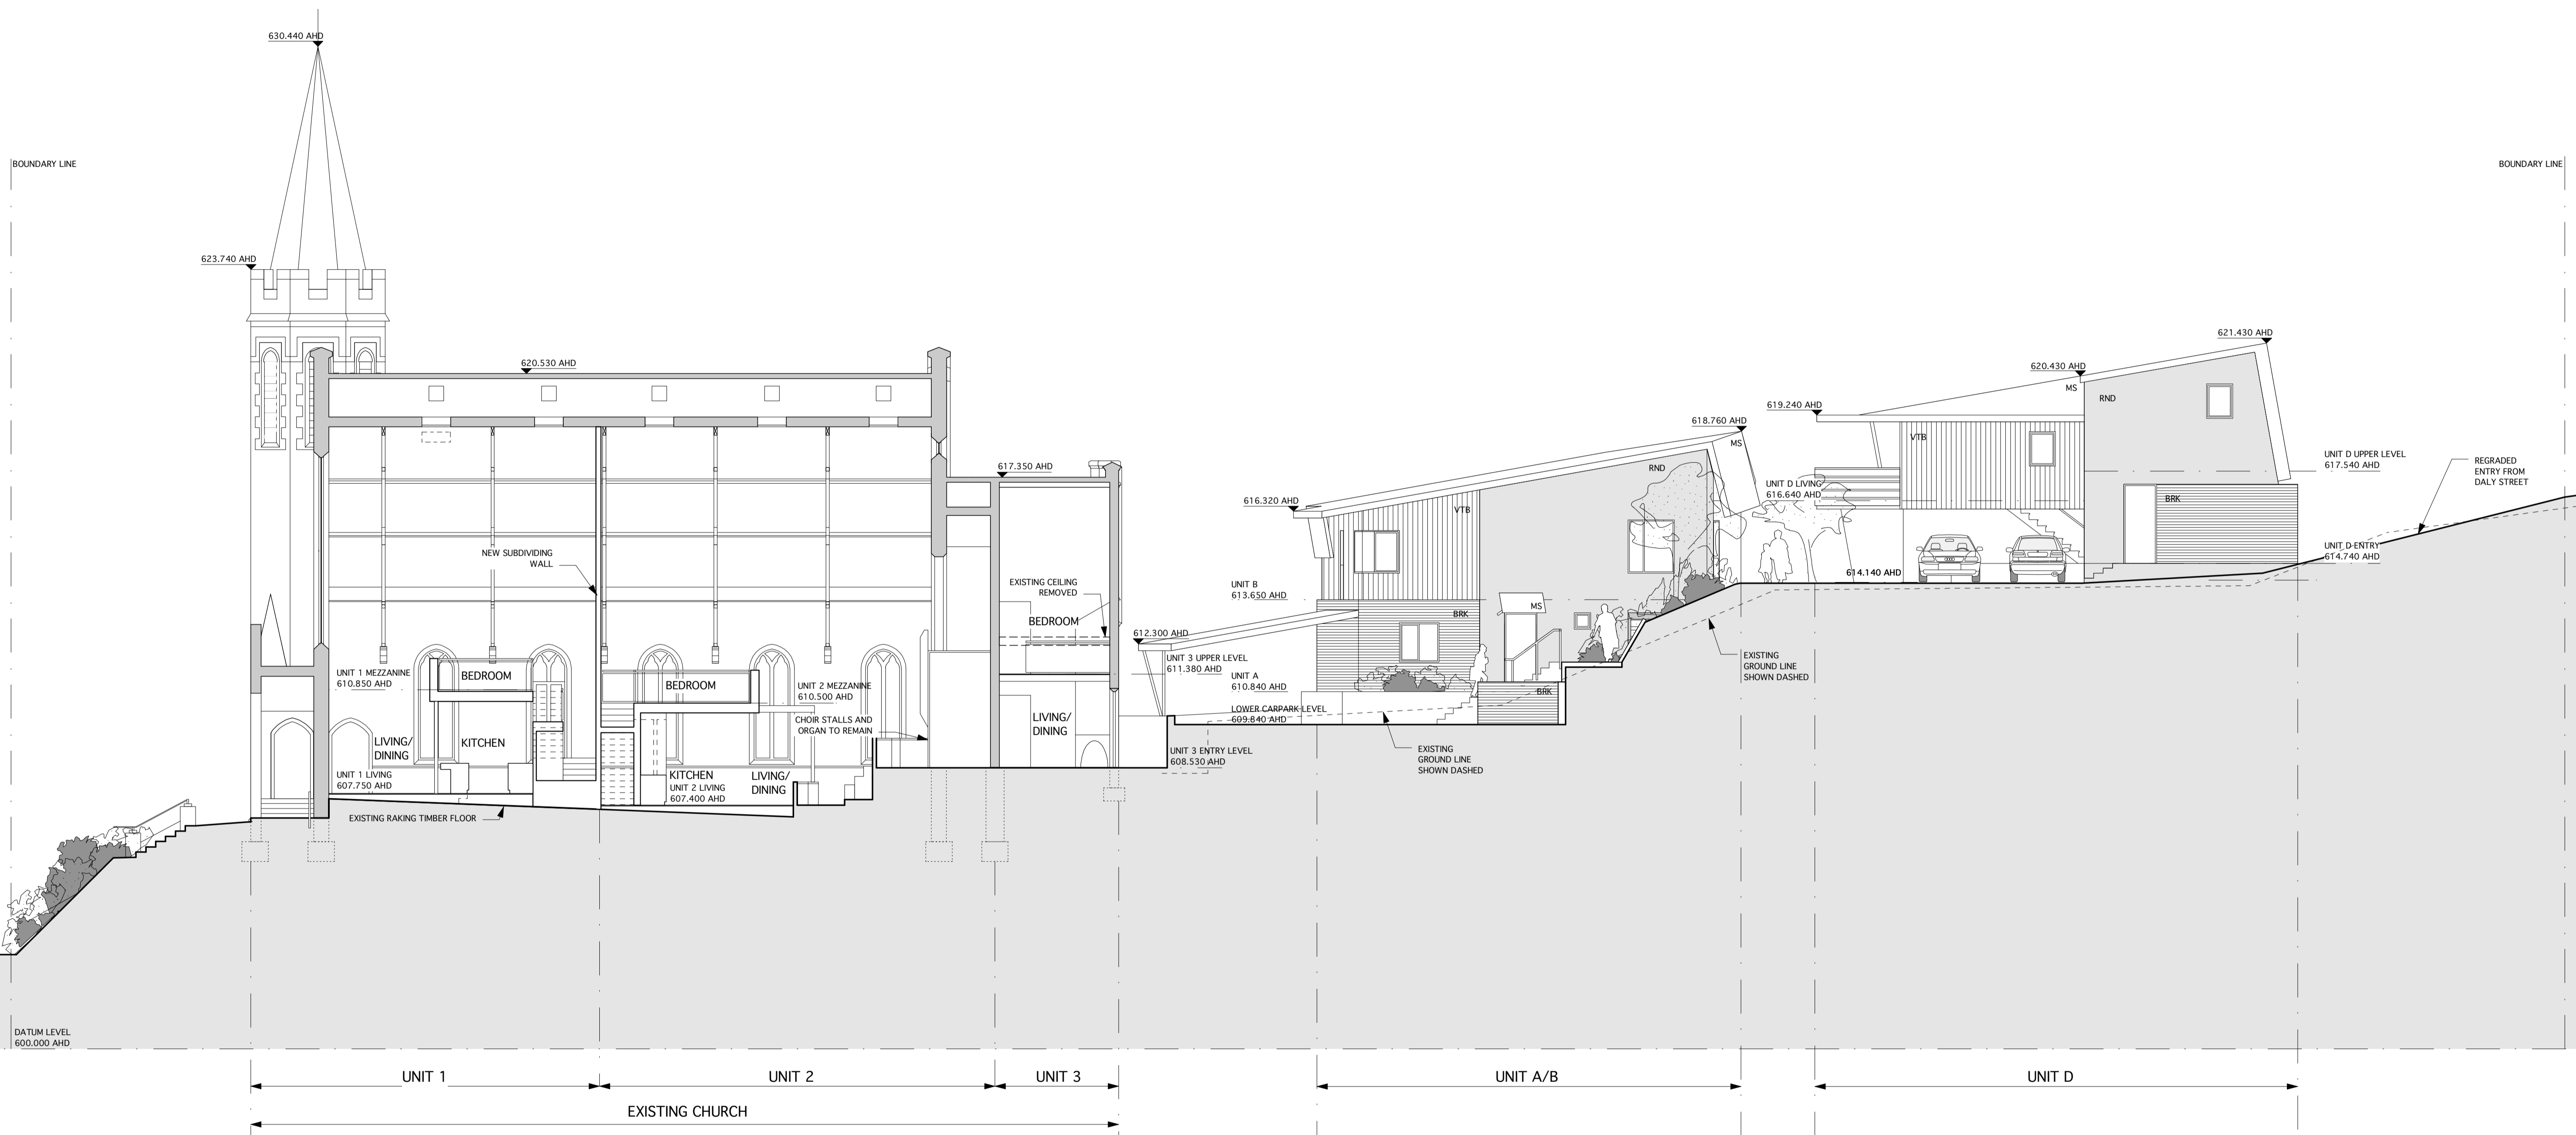 630.440 AHD
BOUNDARY LINE
BOUNDARY LINE
623.740 AHD
620.530 AHD
621.430 AHD
620.430 AHD
MS
RND
619.240 AHD
618.760 AHD
MS
VTB
617.350 AHD
RND
UNIT D UPPER LEVEL
617.540 AHD
REGRADED
ENTRY FROM
DALY STREET
616.320 AHD
VTB
UNIT D LIVING
616.640 AHD
BRK
NEW SUBDIVIDING
WALL
UNIT D ENTRY
614.740 AHD
614.140 AHD
EXISTING CEILING
REMOVED
BEDROOM
UNIT B
613.650 AHD
BRK
MS
612.300 AHD
UNIT 3 UPPER LEVEL
611.380 AHD
EXISTING
GROUND LINE
SHOWN DASHED
UNIT 1 MEZZANINE
610.850 AHD
BEDROOM
BEDROOM
UNIT 2 MEZZANINE
610.500 AHD
UNIT A
610.840 AHD
BRK
CHOIR STALLS AND
ORGAN TO REMAIN
LIVING/
DINING
LOWER CARPARK LEVEL
609.840 AHD
LIVING/
DINING
KITCHEN
UNIT 3 ENTRY LEVEL
608.530 AHD
EXISTING
GROUND LINE
SHOWN DASHED
UNIT 1 LIVING
607.750 AHD
KITCHEN
UNIT 2 LIVING
607.400 AHD
LIVING/
DINING
EXISTING RAKING TIMBER FLOOR
DATUM LEVEL
600.000 AHD
UNIT 1
UNIT 2
UNIT 3
UNIT A/B
UNIT D
EXISTING CHURCH